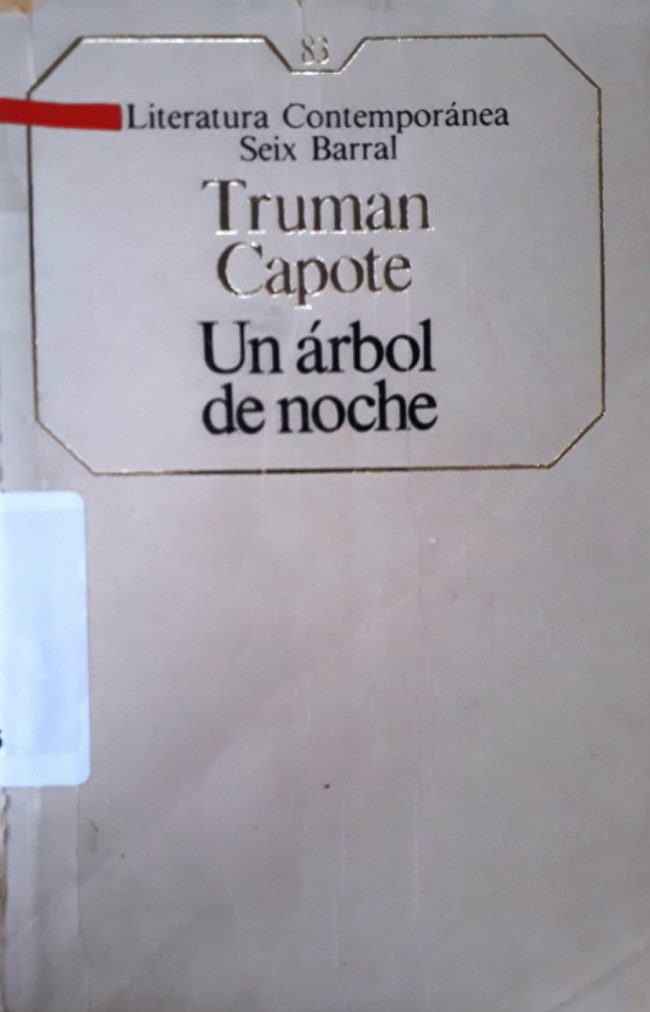 83
Literatura Contemporánea
Seix Barral
Truman
Capote
Un árbol
de noche